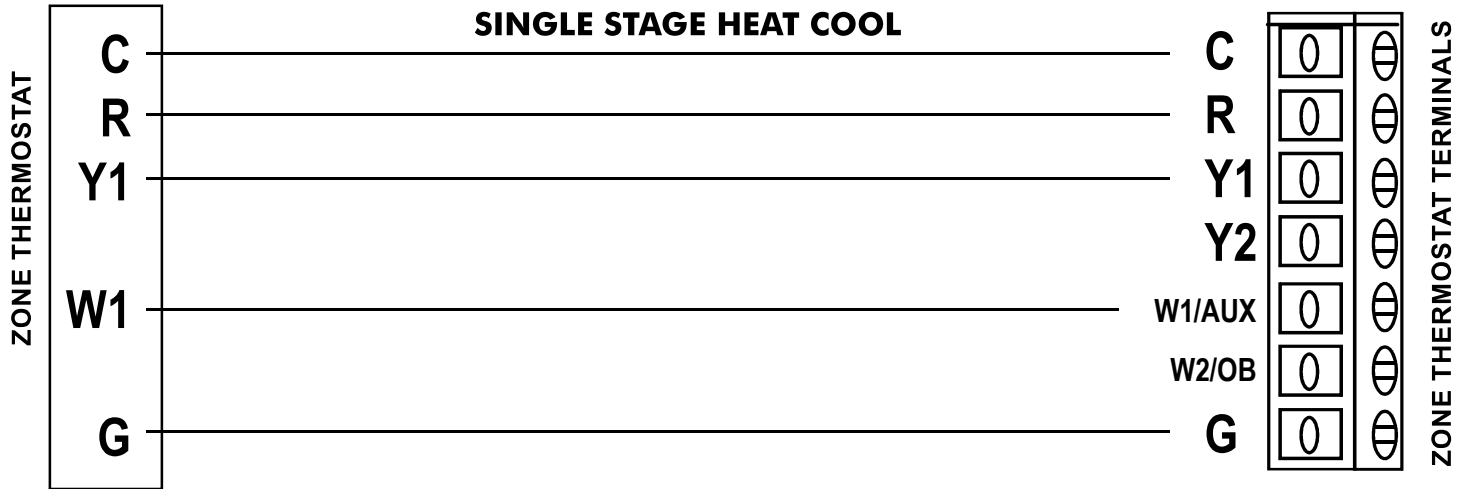 SINGLE STAGE HEAT COOL
ZONE THERMOSTAT
C
R
Y1
W1
G
C
R
Y1
Y2
W1/AUX
W2/OB
G
ZONE THERMOSTAT TERMINALS